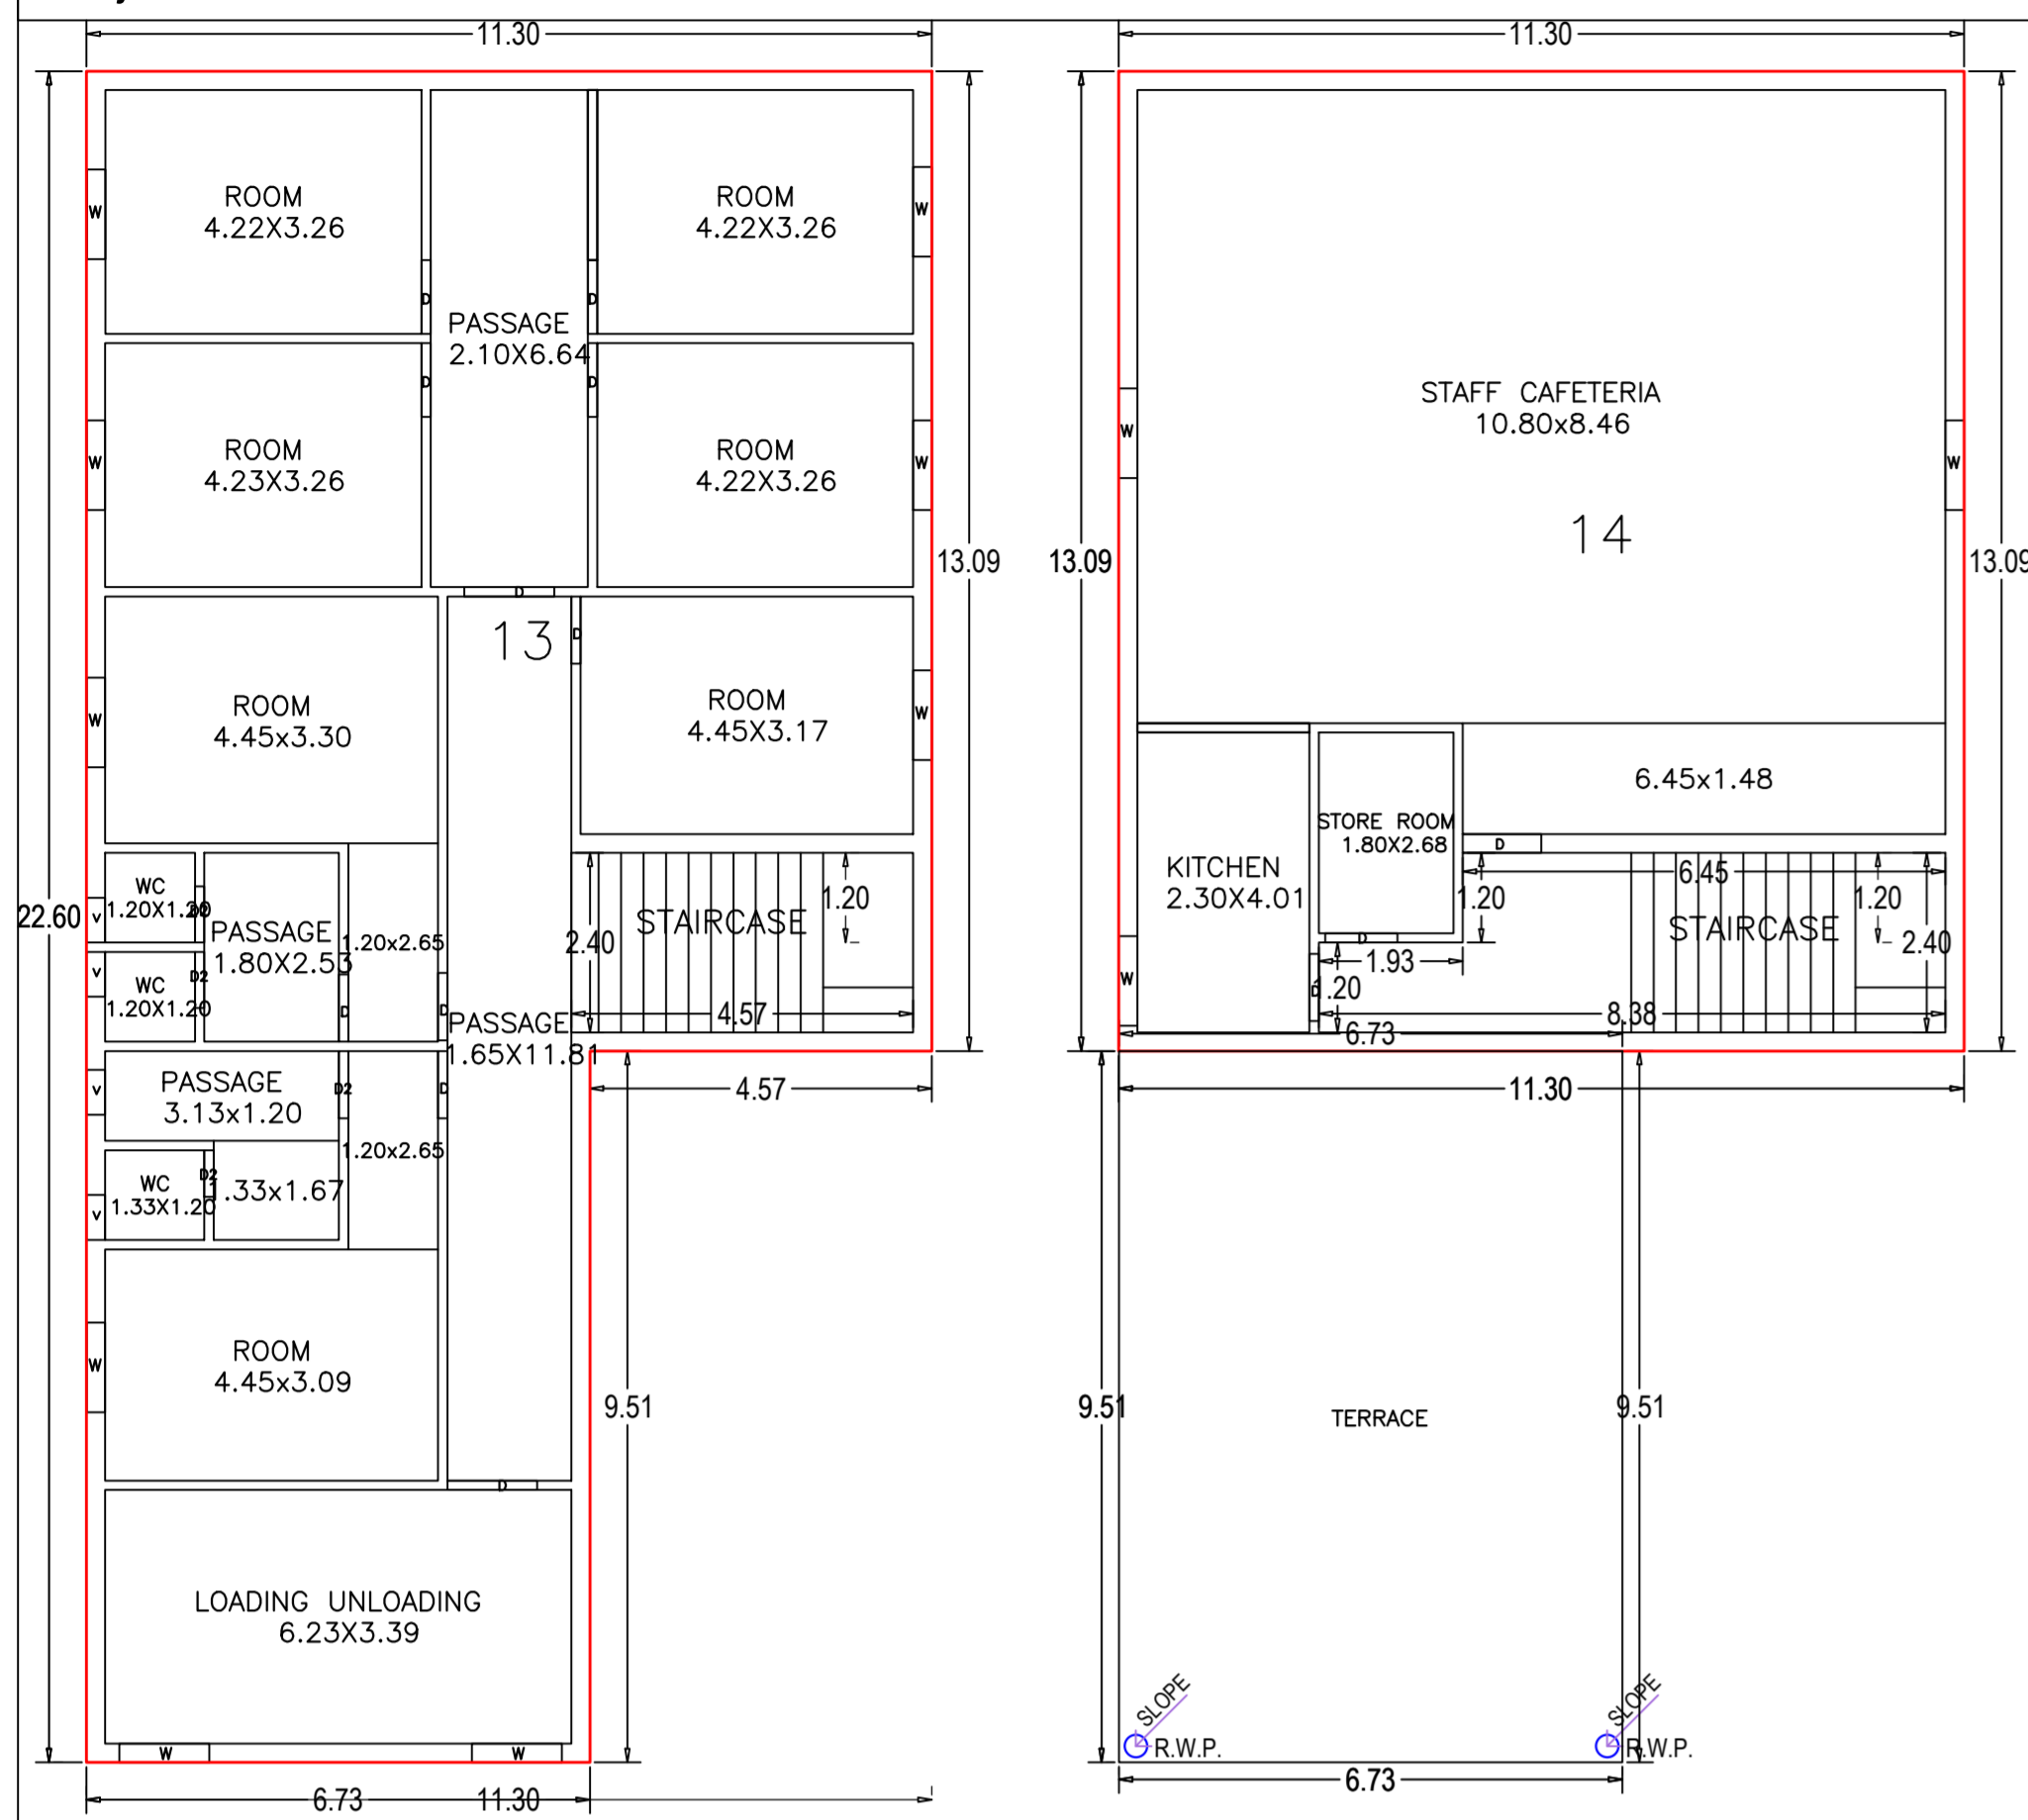 11.30
11.30
ROOM
4.22X3.26
W
D
PASSAGE
2.10X6.64
D
ROOM
4.22X3.26
W
ROOM
4.23X3.26
W
D
D
ROOM
4.22X3.26
W
13.09
D
13
ROOM
4.45x3.30
W
D
ROOM
4.45X3.17
W
22.60
WC
1.20X1.20
V
D2
PASSAGE
1.80X2.53
1.20x2.65
WC
1.20X1.20
V
D2
D
D
PASSAGE
1.65X11.81
2.40
STAIRCASE
1.20
4.57
4.57
PASSAGE
3.13x1.20
V
D2
D
1.20x2.65
WC
1.33X1.20
V
D2
1.33x1.67
ROOM
4.45x3.09
W
9.51
D
LOADING UNLOADING
6.23X3.39
W
W
6.73
11.30
13.09
STAFF CAFETERIA
10.80x8.46
W
W
14
13.09
6.45x1.48
STORE ROOM
1.80X2.68
D
KITCHEN
2.30X4.01
W
D
D
6.45
1.20
1.20
STAIRCASE
2.40
1.93
1.20
8.38
6.73
11.30
9.51
TERRACE
9.51
SLOPE
R.W.P.
SLOPE
R.W.P.
6.73